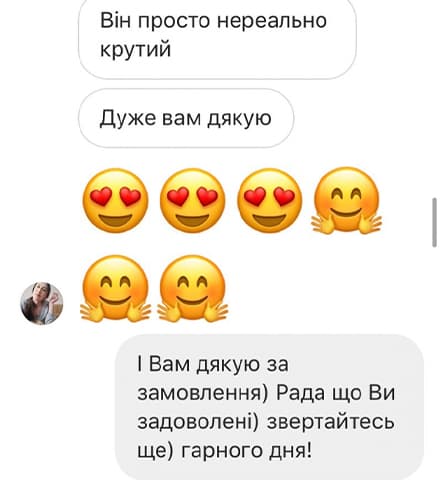 Він просто нереально
крутий
Дуже вам дякую
😍😍😍🤗
🤗🤗
І Вам дякую за
замовлення) Рада що Ви
задоволені) звертайтесь
ще) гарного дня!